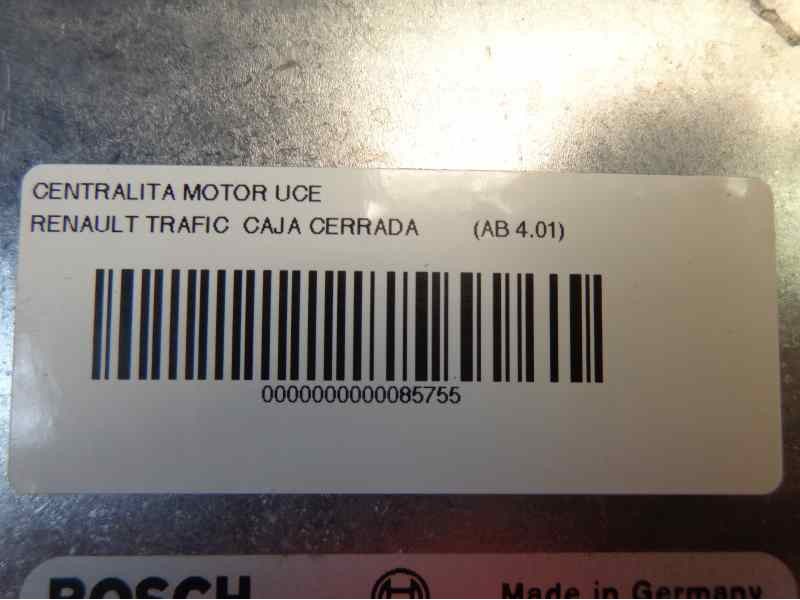 CENTRALITA MOTOR UCE
RENAULT TRAFIC CAJA CERRADA (AB 4.01)
0000000000085755
BOSCH Made in Germany